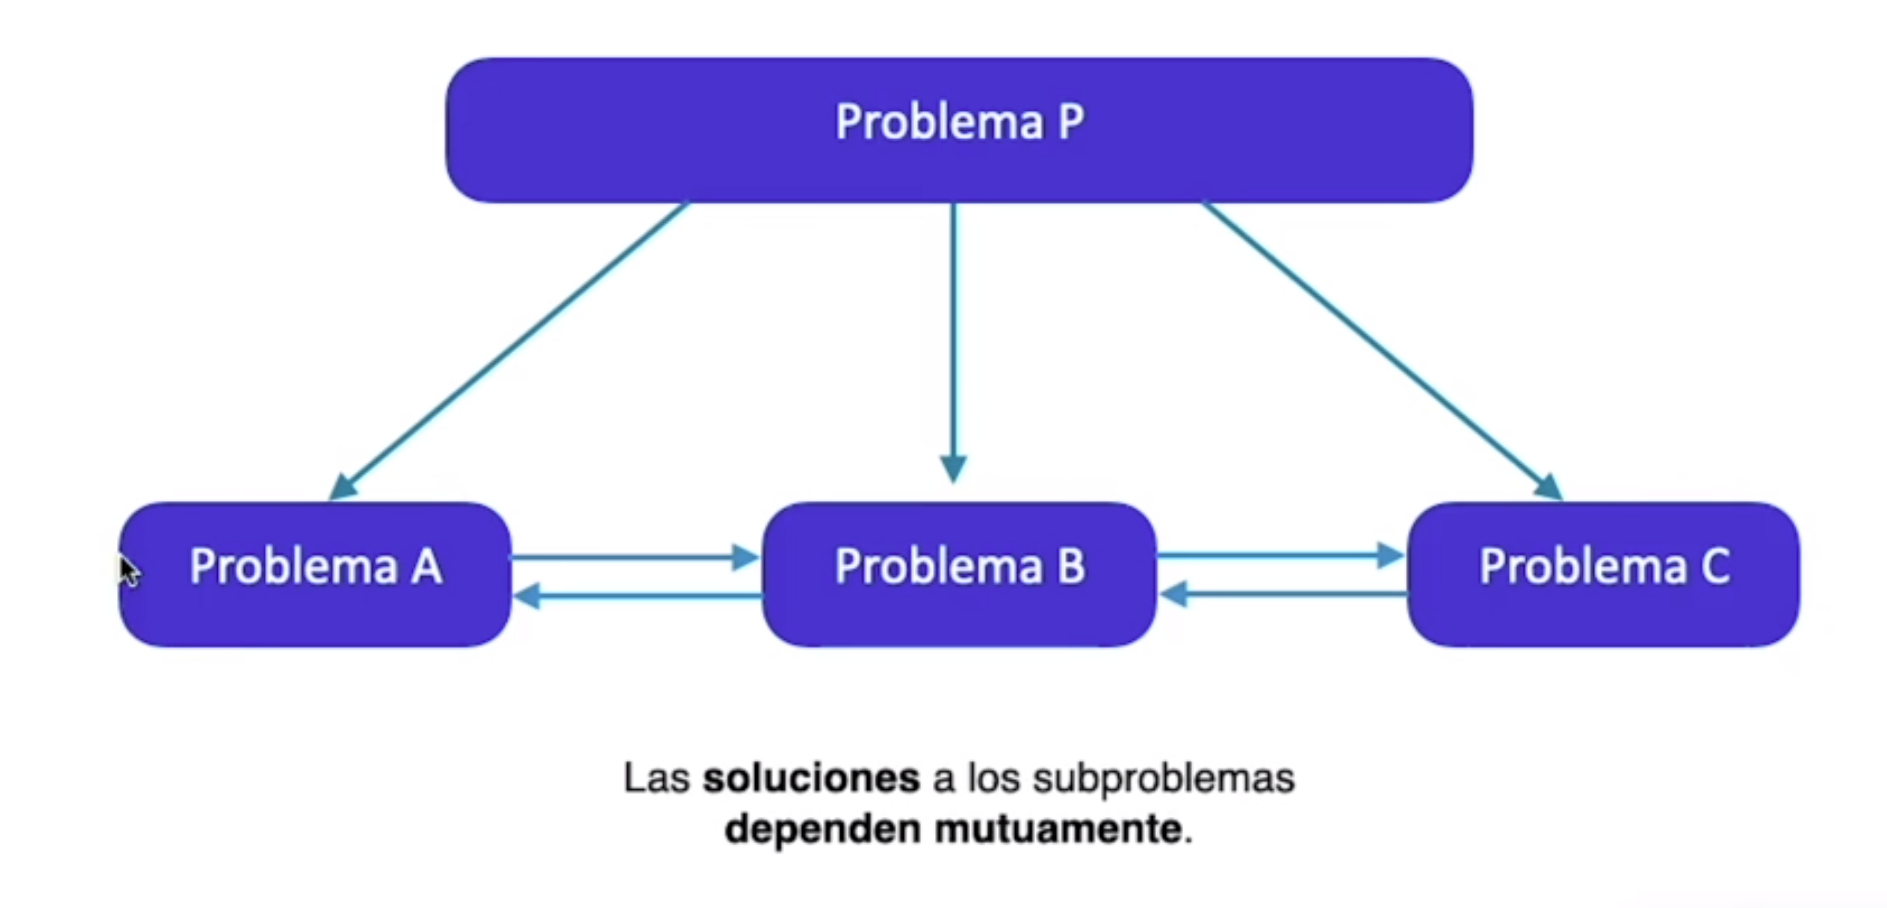 Problema P
Problema A
Problema B
Problema C
Las soluciones a los subproblemas
dependen mutuamente.